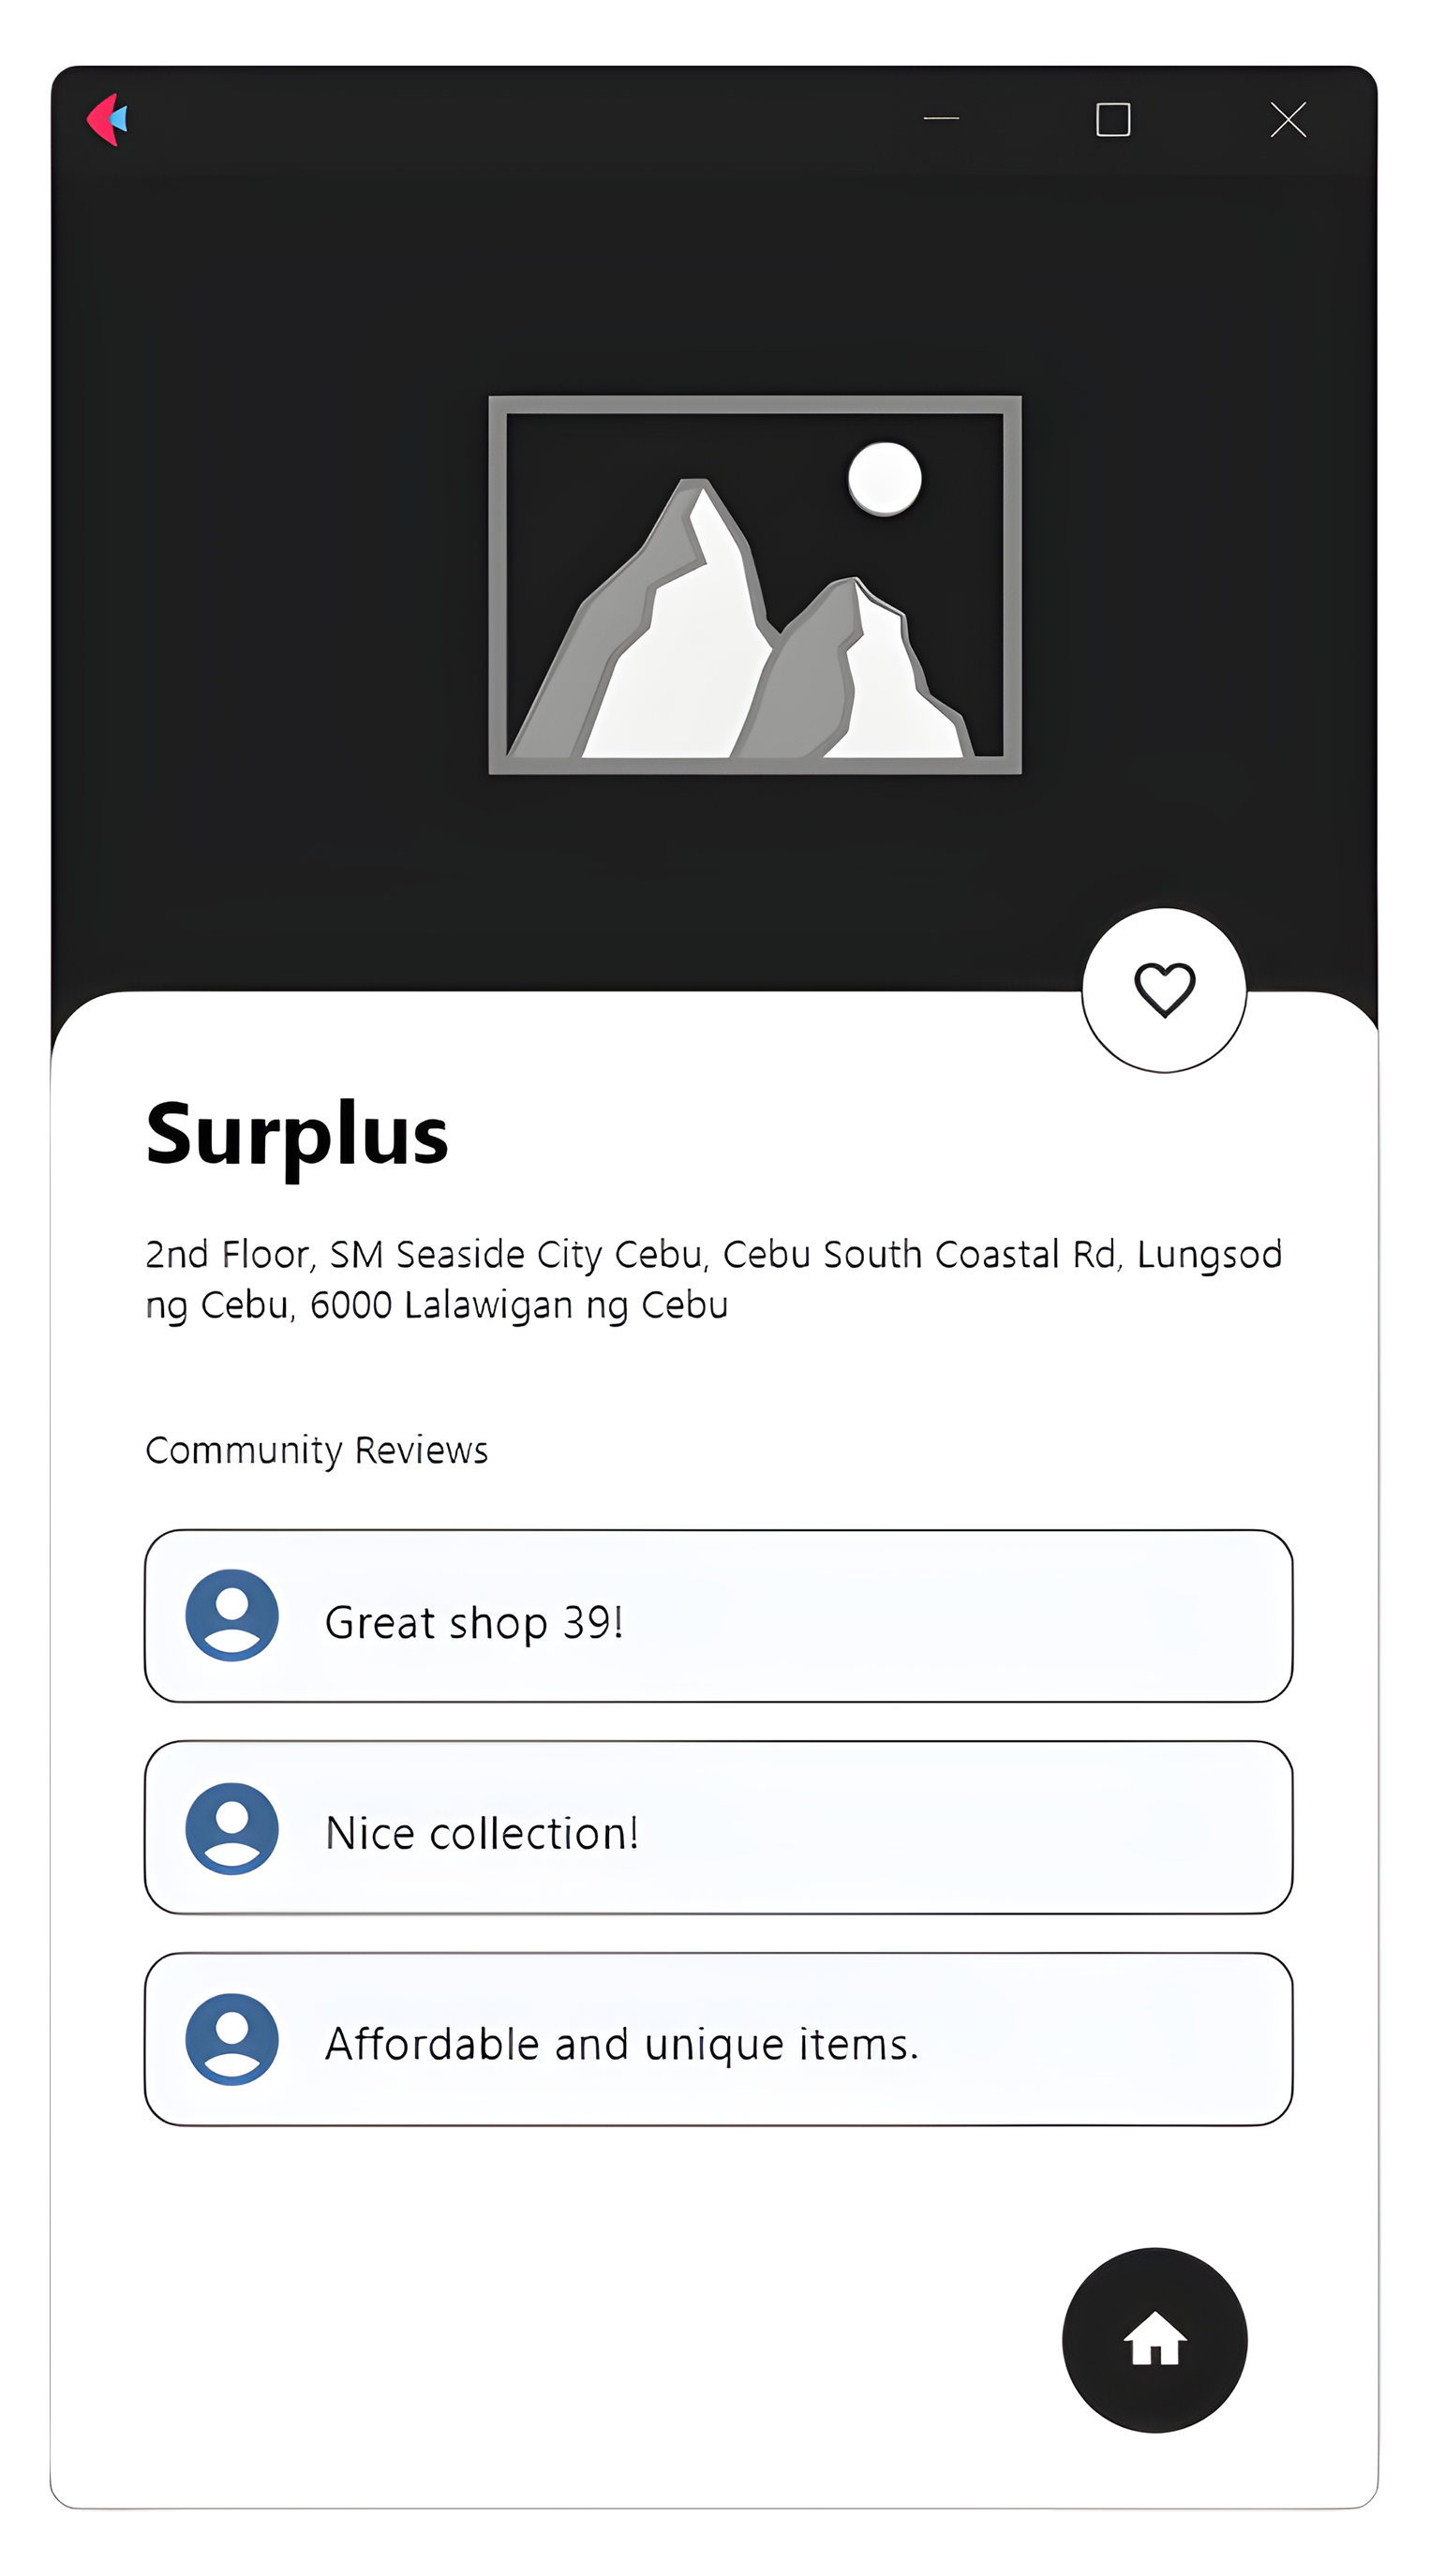 Surplus
2nd Floor, SM Seaside City Cebu, Cebu South Coastal Rd, Lungsod
ng Cebu, 6000 Lalawigan ng Cebu
Community Reviews
Great shop 39!
Nice collection!
Affordable and unique items.